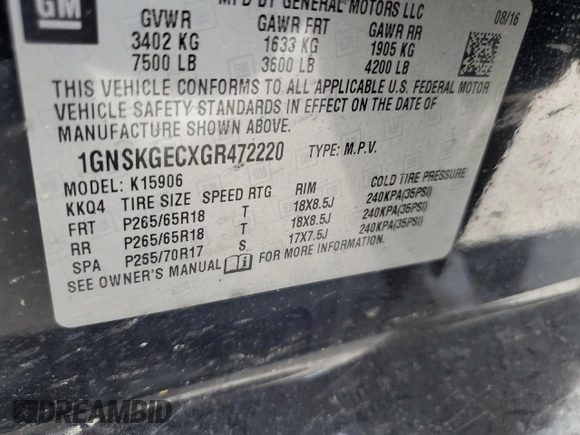 GM
MFD BY GENERAL MOTORS LLC
08/16
GVWR GAWR FRT GAWR RR
3402 KG 1633 KG 1905 KG
7500 LB 3600 LB 4200 LB
THIS VEHICLE CONFORMS TO ALL APPLICABLE U.S. FEDERAL MOTOR
VEHICLE SAFETY STANDARDS IN EFFECT ON THE DATE OF
MANUFACTURE SHOWN ABOVE.
1GNSKGECXGR472220 TYPE: M.P.V.
MODEL: K15906
KKQ4 TIRE SIZE SPEED RTG RIM COLD TIRE PRESSURE
FRT P265/65R18 T 18X8.5J 240KPA(35PSI)
RR P265/65R18 T 18X8.5J 240KPA(35PSI)
SPA P265/70R17 S 17X7.5J 240KPA(35PSI)
SEE OWNER'S MANUAL FOR MORE INFORMATION.
DREAMBID